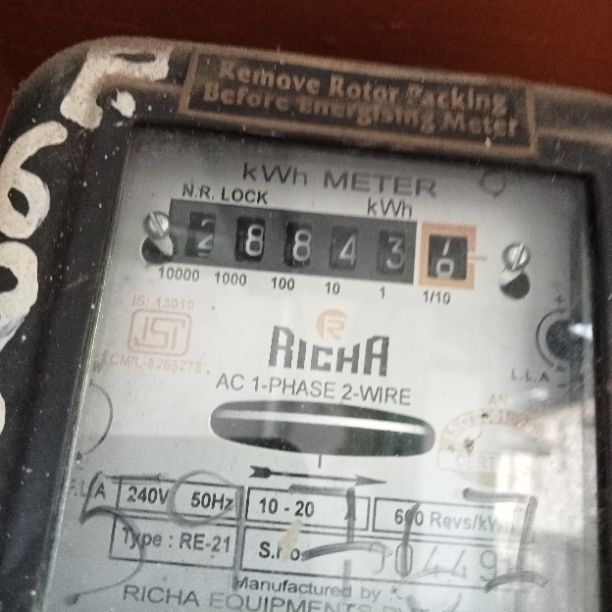 Remove Rotor Packing
Before Energising Meter
kWh METER
N.R. LOCK
kWh
2 8 8 4 3
10000 1000 100 10 1 1/10
IS: 13010
ISI
CM/L-8265278
RICHA
AC 1-PHASE 2-WIRE
L.L.A
240V 50Hz 10 - 20 600 Revs/kW
Type : RE-21 S.no
Manufactured by :
RICHA EQUIPMENTS